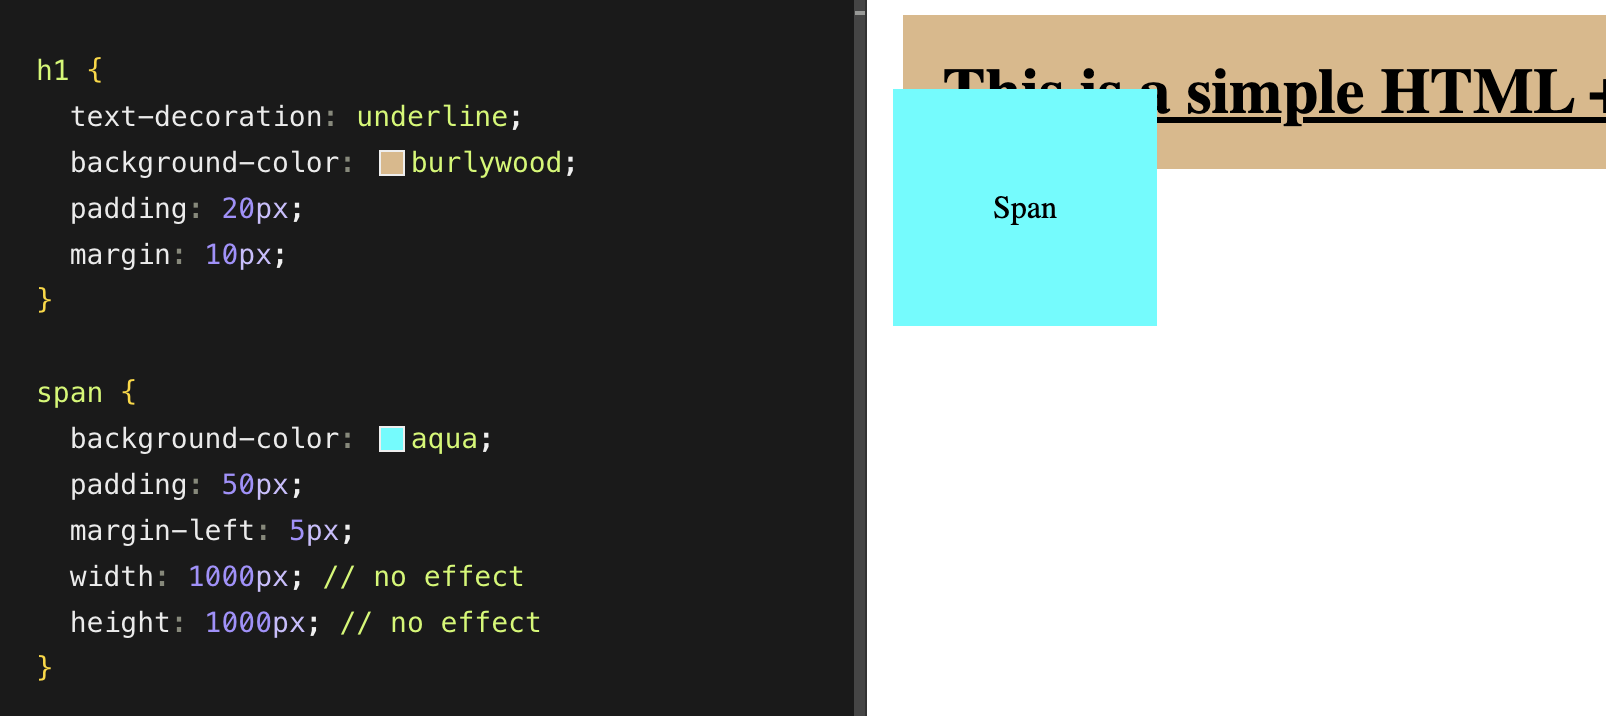 h1 {
text-decoration: underline;
background-color: burlywood;
padding: 20px;
margin: 10px;
}
span {
background-color: aqua;
padding: 50px;
margin-left: 5px;
width: 1000px; // no effect
height: 1000px; // no effect
}
This is a simple HTML +
Span